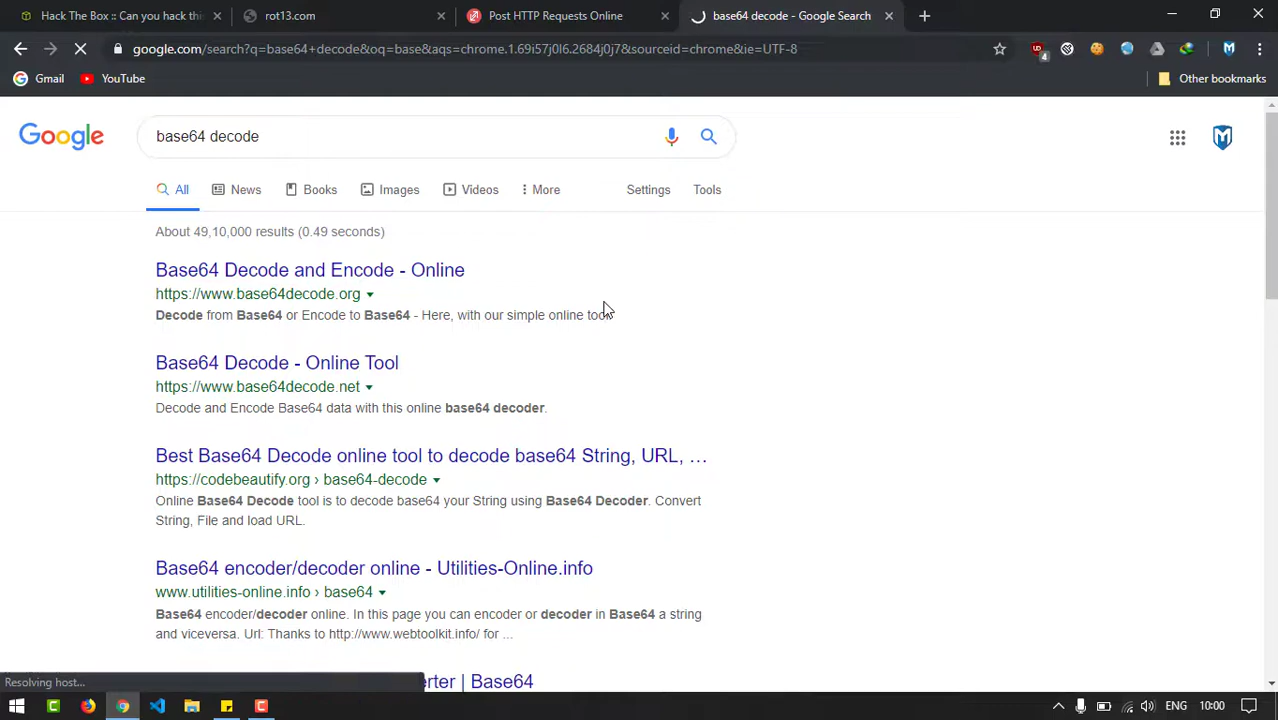 Hack The Box :: Can you hack thi
rot13.com
Post HTTP Requests Online
base64 decode - Google Search
google.com/search?q=base64+decode&oq=base&aqs=chrome.1.69i57j0l6.2684j0j7&sourceid=chrome&ie=UTF-8
4
Gmail
YouTube
Other bookmarks
Google
base64 decode
All
News
Books
Images
Videos
More
Settings
Tools
About 49,10,000 results (0.49 seconds)
Base64 Decode and Encode - Online
https://www.base64decode.org
Decode from Base64 or Encode to Base64 - Here, with our simple online tool.
Base64 Decode - Online Tool
https://www.base64decode.net
Decode and Encode Base64 data with this online base64 decoder.
Best Base64 Decode online tool to decode base64 String, URL, …
https://codebeautify.org › base64-decode
Online Base64 Decode tool is to decode base64 your String using Base64 Decoder. Convert
String, File and load URL.
Base64 encoder/decoder online - Utilities-Online.info
www.utilities-online.info › base64
Base64 encoder/decoder online. In this page you can encoder or decoder in Base64 a string
and viceversa. Url: Thanks to http://www.webtoolkit.info/ for ...
erter | Base64
Resolving host...
ENG
10:00